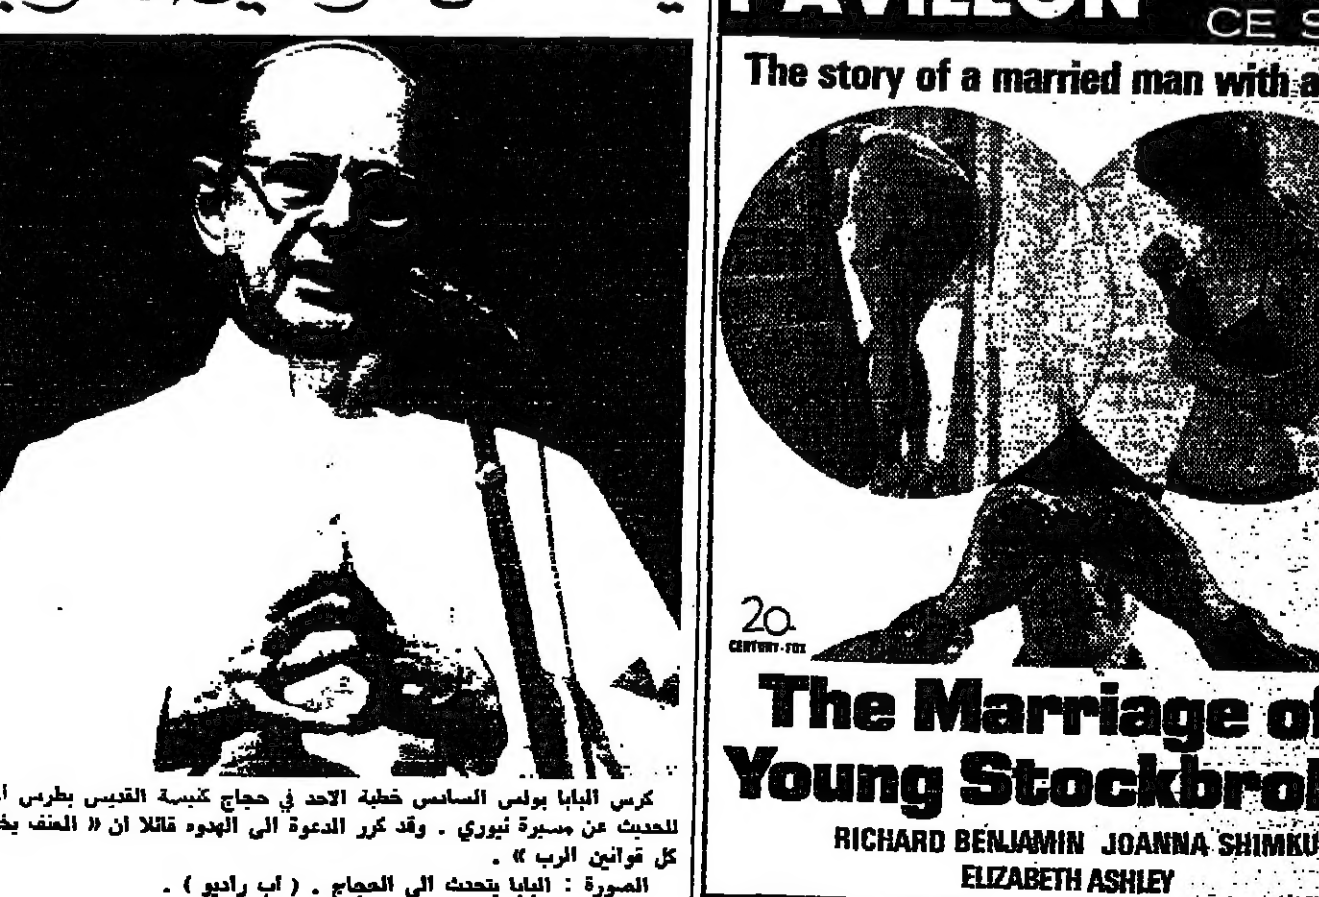 كرس البابا بولس السادس خطبة الاحد في حجاج كنيسة القديس بطرس
للحديث عن مسيرة نيوري . وقد كرر الدعوة الى الهدوء قائلا ان « العنف
كل قوانين الرب » .
الصورة : البابا يتحدث الى الحجاج . ( اب راديو ) .
PAVILLON
CE S
The story of a married man with a
20.
CENTURY-FOX
The Marriage of
Young Stockbrok
RICHARD BENJAMIN JOANNA SHIMKU
ELIZABETH ASHLEY